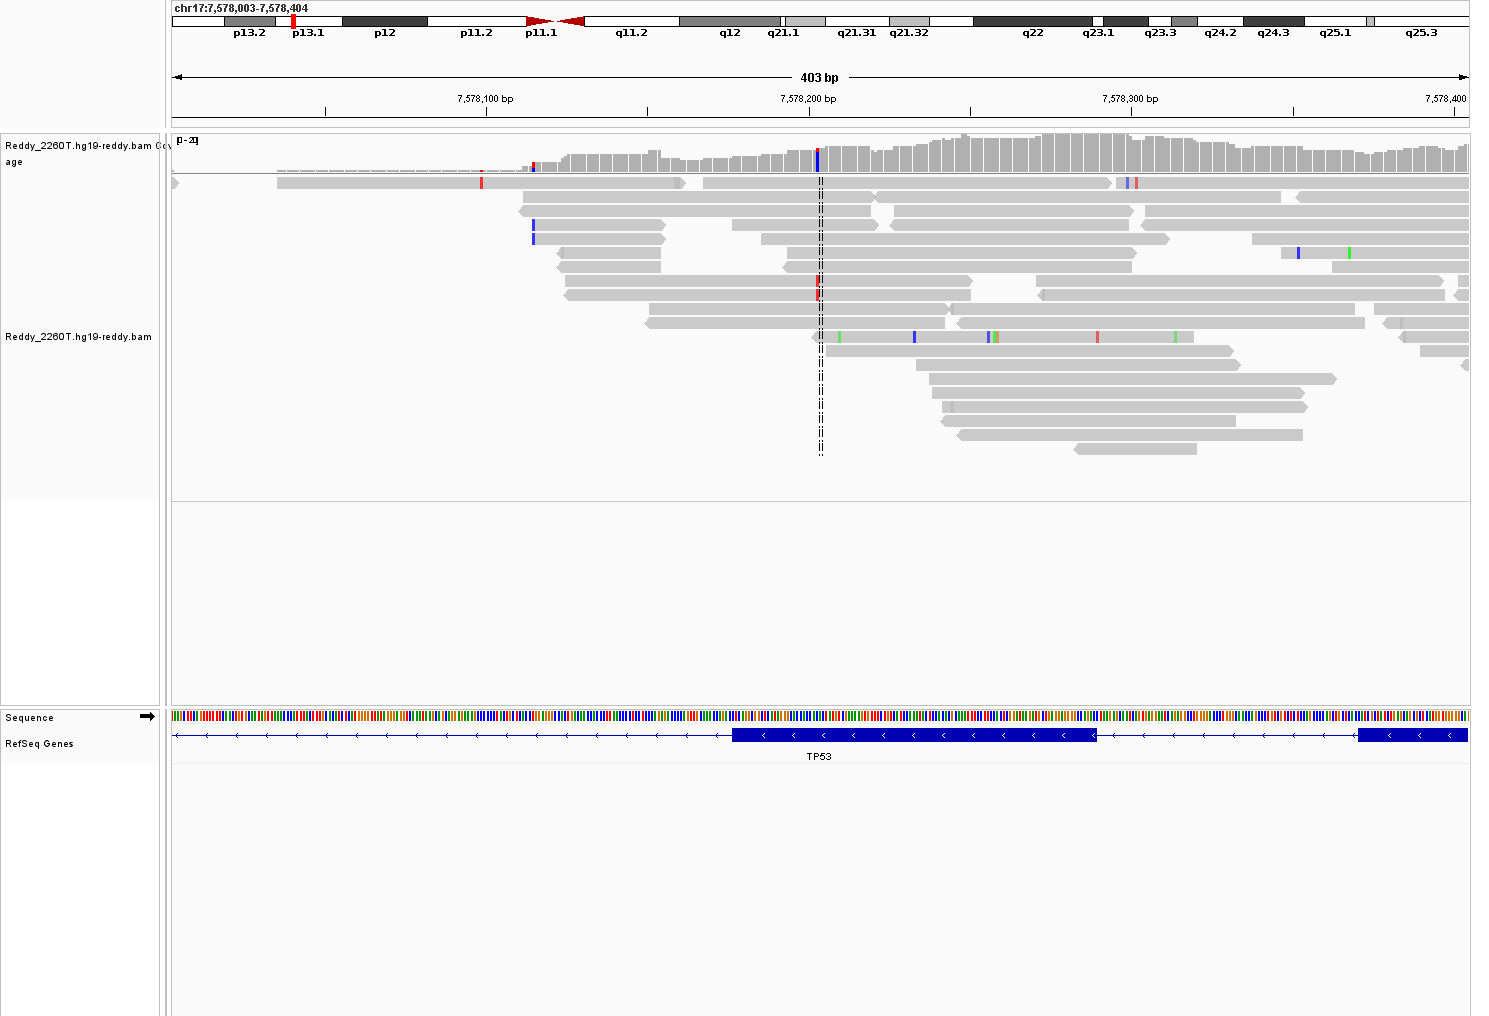 chr17:7,578,003-7,578,404
p13.2 p13.1 p12 p11.2 p11.1 q11.2 q12 q21.1 q21.31 q21.32 q22 q23.1 q23.3 q24.2 q24.3 q25.1 q25.3
403 bp
7,578,100 bp 7,578,200 bp 7,578,300 bp 7,578,400
Reddy_2260T.hg19-reddy.bam Cov
age
[0 - 20]
Reddy_2260T.hg19-reddy.bam
Sequence
RefSeq Genes
TP53